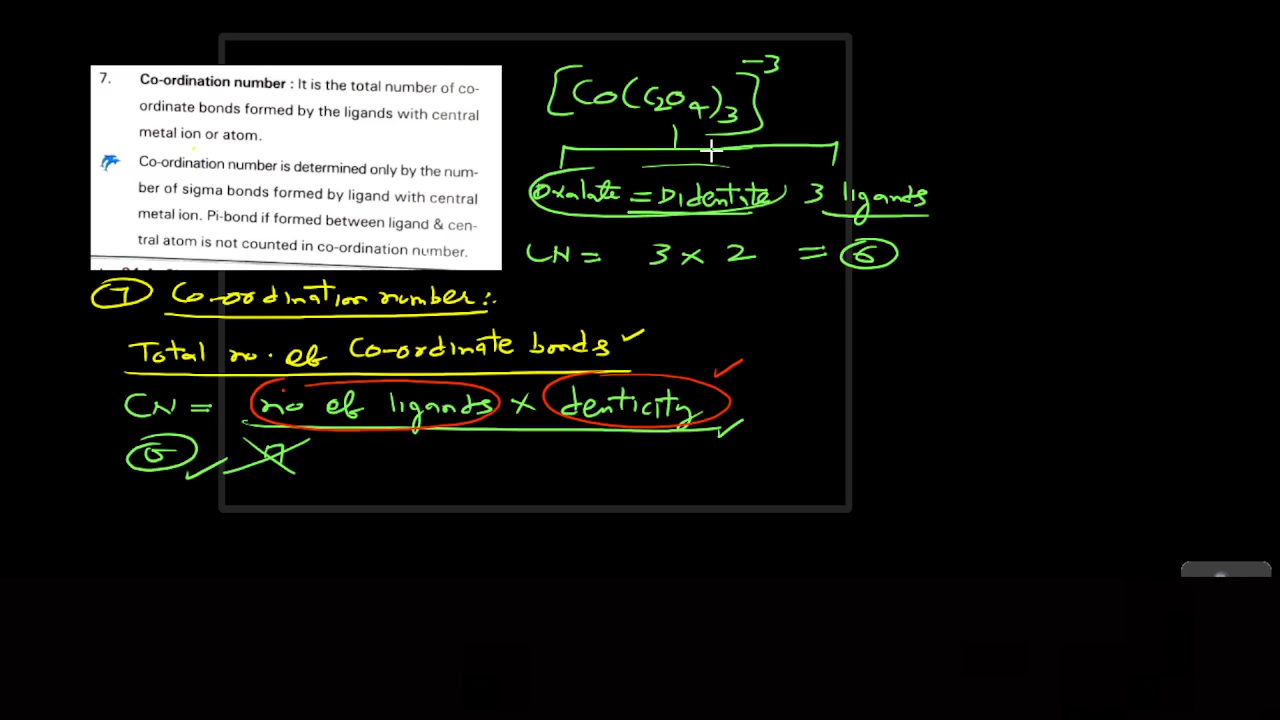 7. Co-ordination number : It is the total number of co-
ordinate bonds formed by the ligands with central
metal ion or atom.
Co-ordination number is determined only by the num-
ber of sigma bonds formed by ligand with central
metal ion. Pi-bond if formed between ligand & cen-
tral atom is not counted in co-ordination number.
[Co(C2O4)3]-3
Oxalate = Didentate 3 ligands
CN = 3 x 2 = 6
7 Co-ordination number :.
Total no. of Co-ordinate bonds ✓
CN = no of ligands x denticity